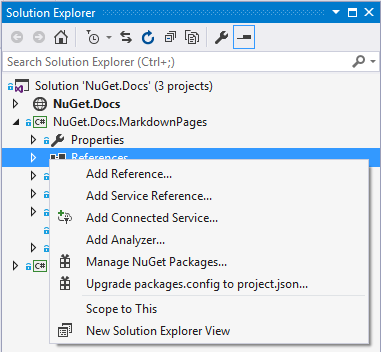 Solution Explorer
Search Solution Explorer (Ctrl+;)
Solution 'NuGet.Docs' (3 projects)
NuGet.Docs
C# NuGet.Docs.MarkdownPages
Properties
References
Add Reference...
Add Service Reference...
Add Connected Service...
Add Analyzer...
Manage NuGet Packages...
Upgrade packages.config to project.json...
C#
Scope to This
New Solution Explorer View